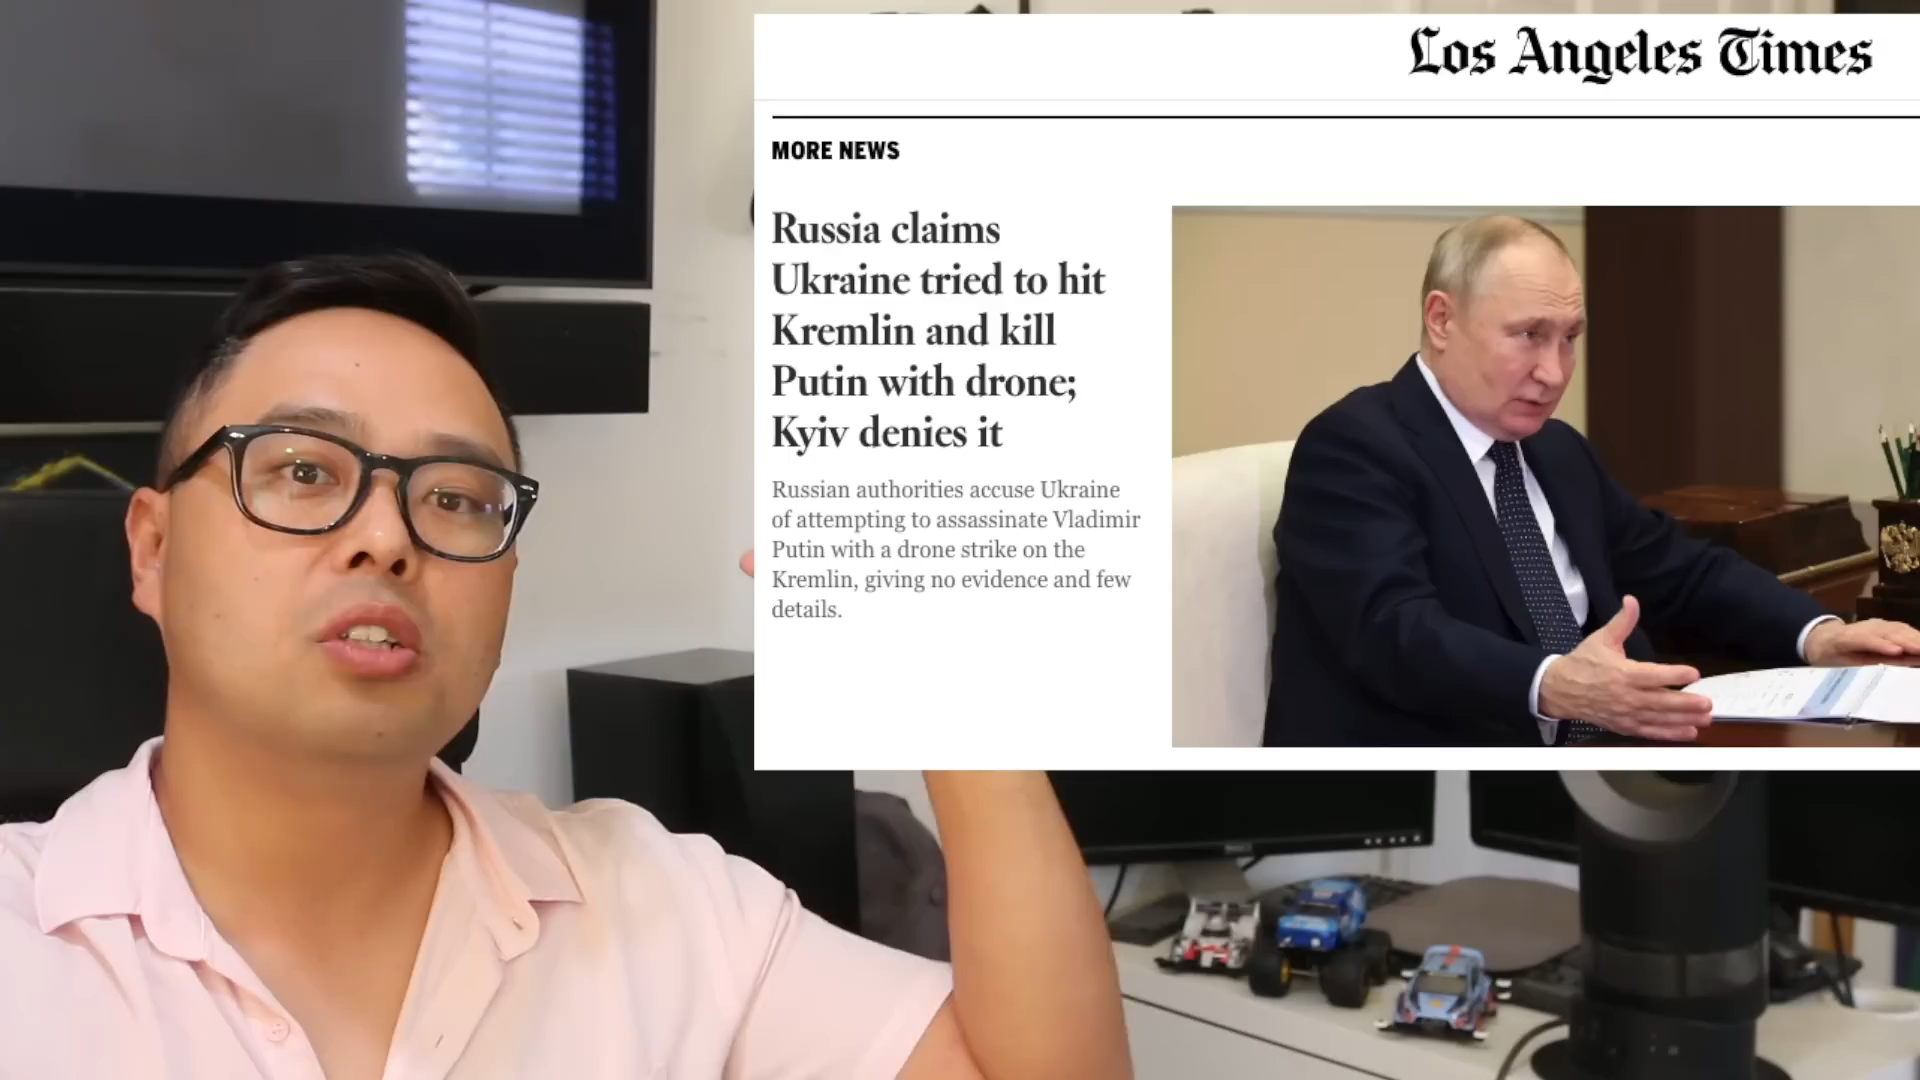 Los Angeles Times
MORE NEWS
Russia claims
Ukraine tried to hit
Kremlin and kill
Putin with drone;
Kyiv denies it
Russian authorities accuse Ukraine
of attempting to assassinate Vladimir
Putin with a drone strike on the
Kremlin, giving no evidence and few
details.